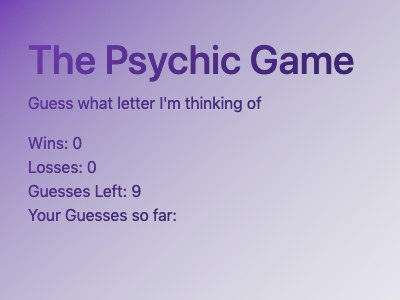 The Psychic Game
Guess what letter I'm thinking of
Wins: 0
Losses: 0
Guesses Left: 9
Your Guesses so far: